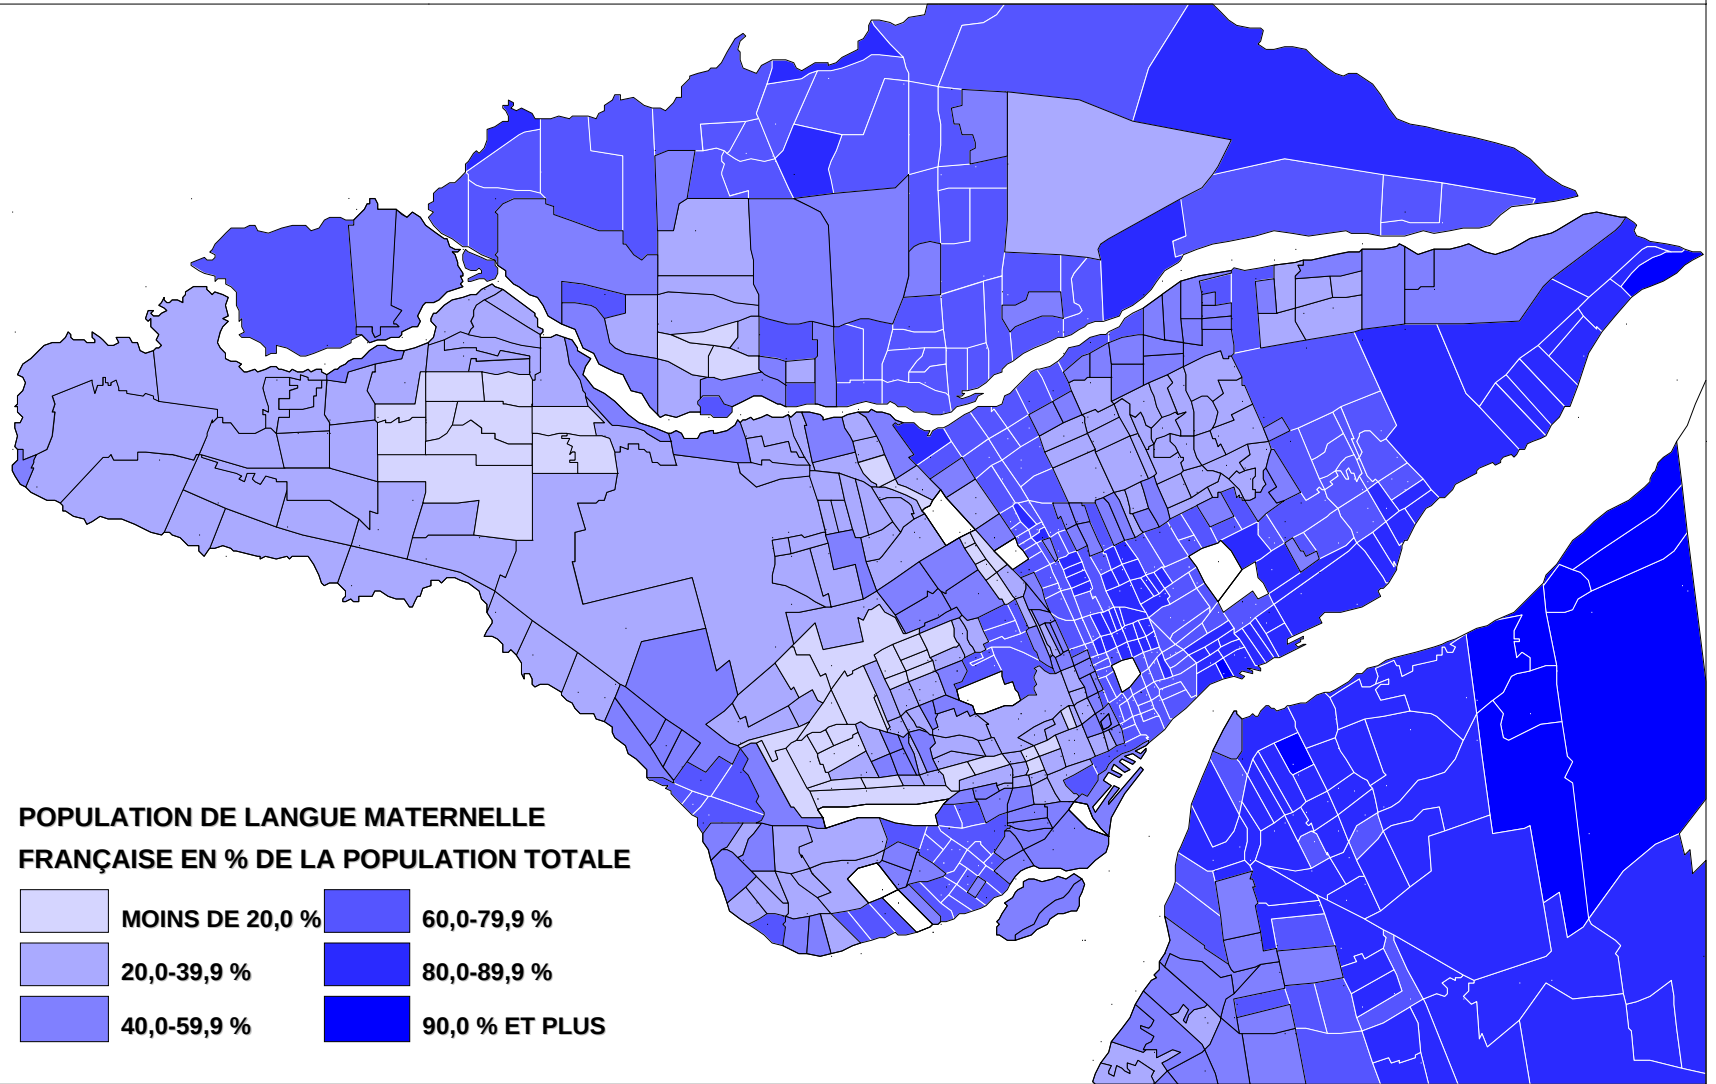 POPULATION DE LANGUE MATERNELLE
FRANÇAISE EN % DE LA POPULATION TOTALE
MOINS DE 20,0 %
20,0-39,9 %
40,0-59,9 %
60,0-79,9 %
80,0-89,9 %
90,0 % ET PLUS